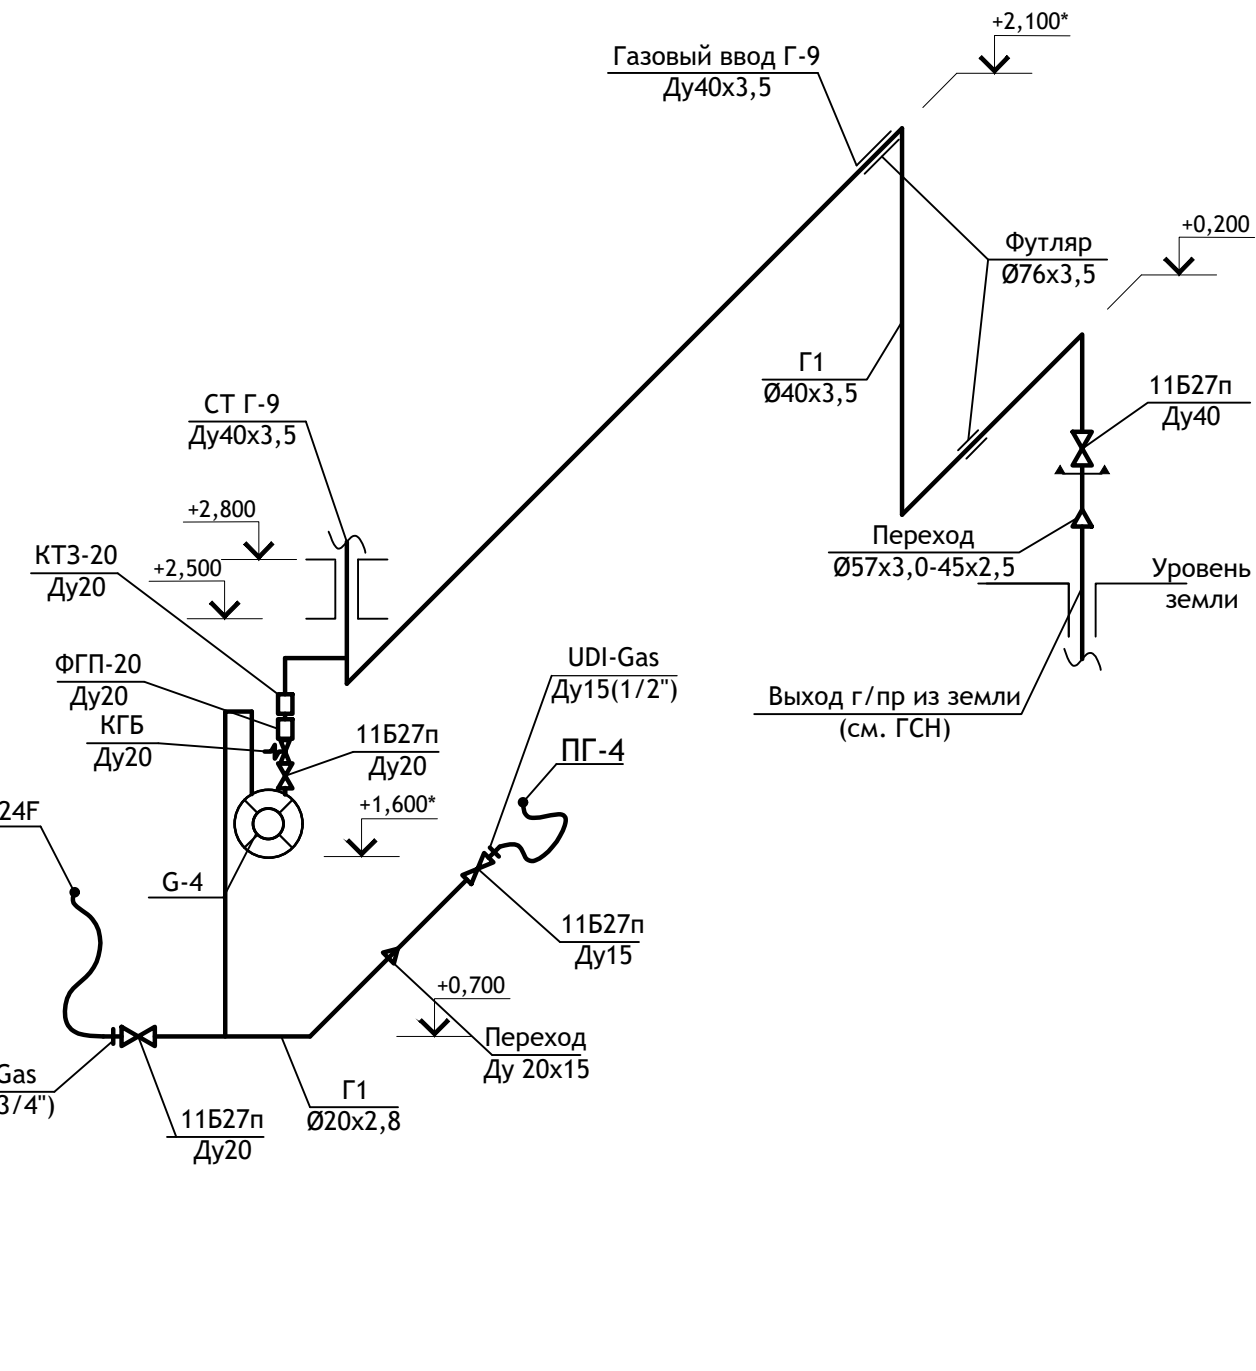 +2,100*
Газовый ввод Г-9
Ду40х3,5
+0,200
Футляр
Ø76х3,5
Г1
Ø40х3,5
11Б27п
Ду40
СТ Г-9
Ду40х3,5
+2,800
КТЗ-20
Ду20
+2,500
Переход
Ø57х3,0-45х2,5
Уровень
земли
ФГП-20
Ду20
UDI-Gas
Ду15(1/2")
Выход г/пр из земли
(см. ГСН)
КГБ
Ду20
11Б27п
Ду20
ПГ-4
24F
+1,600*
G-4
11Б27п
Ду15
+0,700
Переход
Ду 20х15
Gas
3/4")
Г1
Ø20х2,8
11Б27п
Ду20